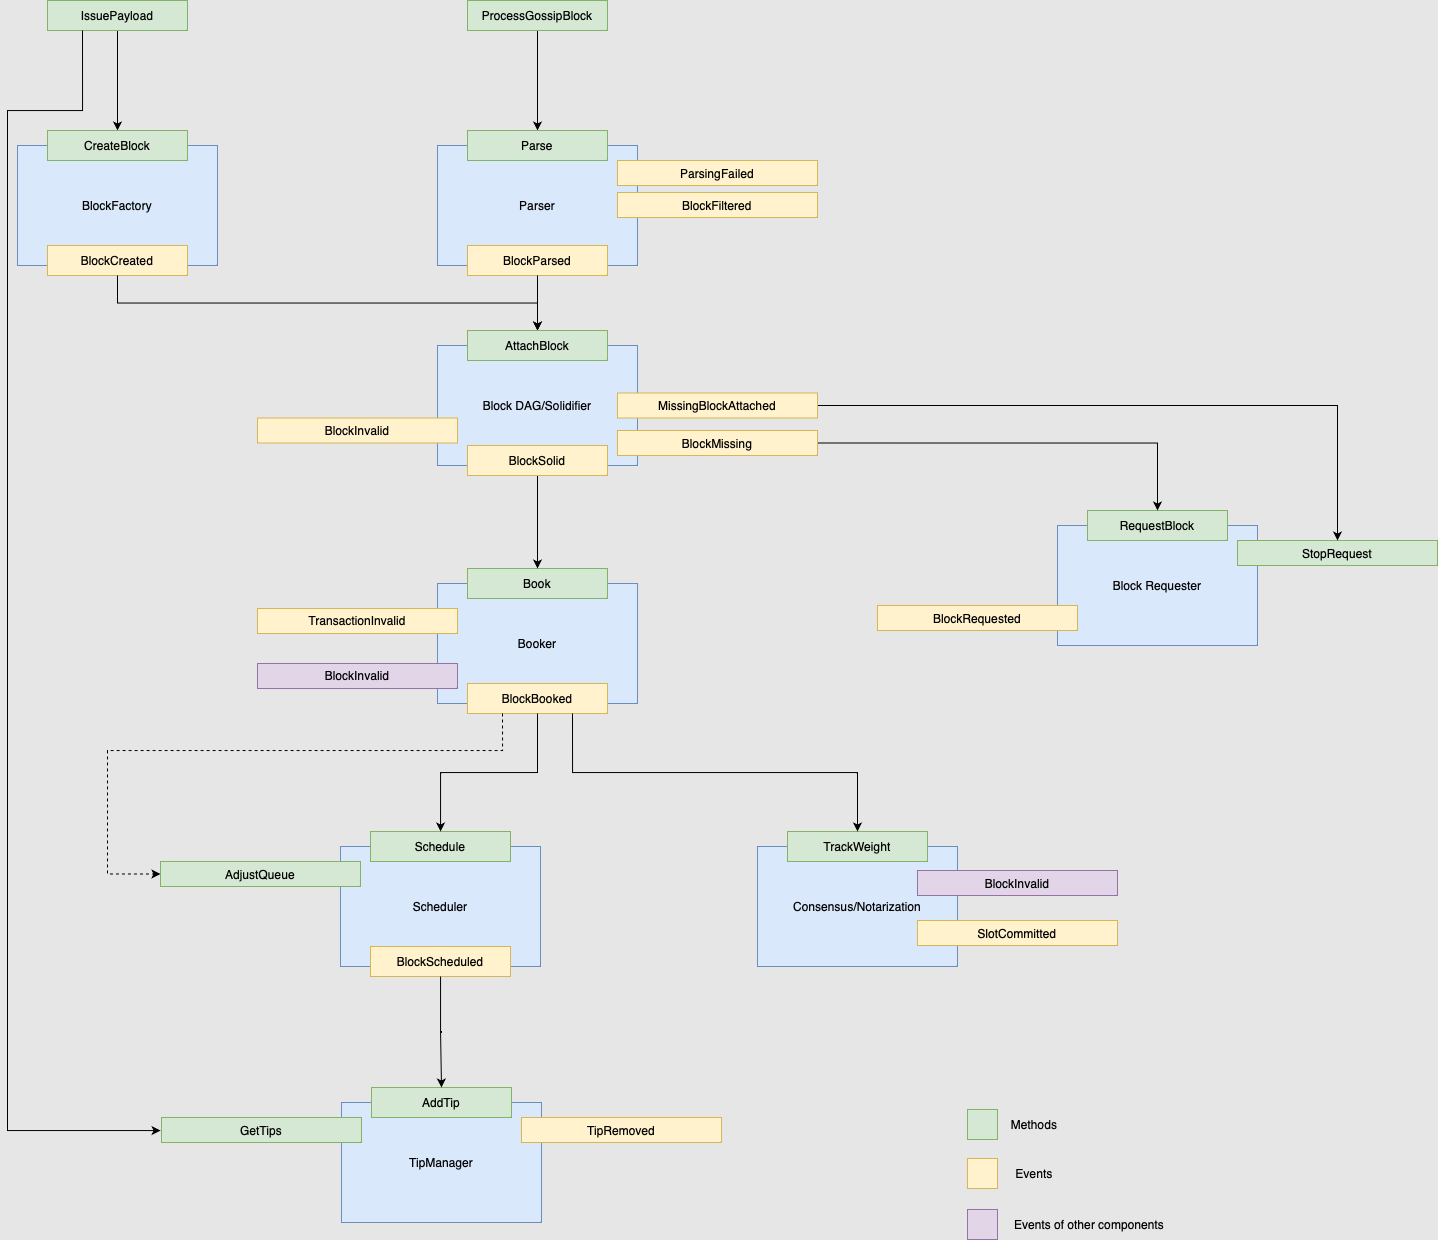 IssuePayload
ProcessGossipBlock
CreateBlock
BlockFactory
BlockCreated
Parse
ParsingFailed
BlockFiltered
Parser
BlockParsed
AttachBlock
Block DAG/Solidifier
MissingBlockAttached
BlockInvalid
BlockMissing
BlockSolid
RequestBlock
StopRequest
Block Requester
BlockRequested
Book
TransactionInvalid
Booker
BlockInvalid
BlockBooked
Schedule
AdjustQueue
Scheduler
BlockScheduled
TrackWeight
BlockInvalid
Consensus/Notarization
SlotCommitted
AddTip
GetTips
TipRemoved
TipManager
Methods
Events
Events of other components